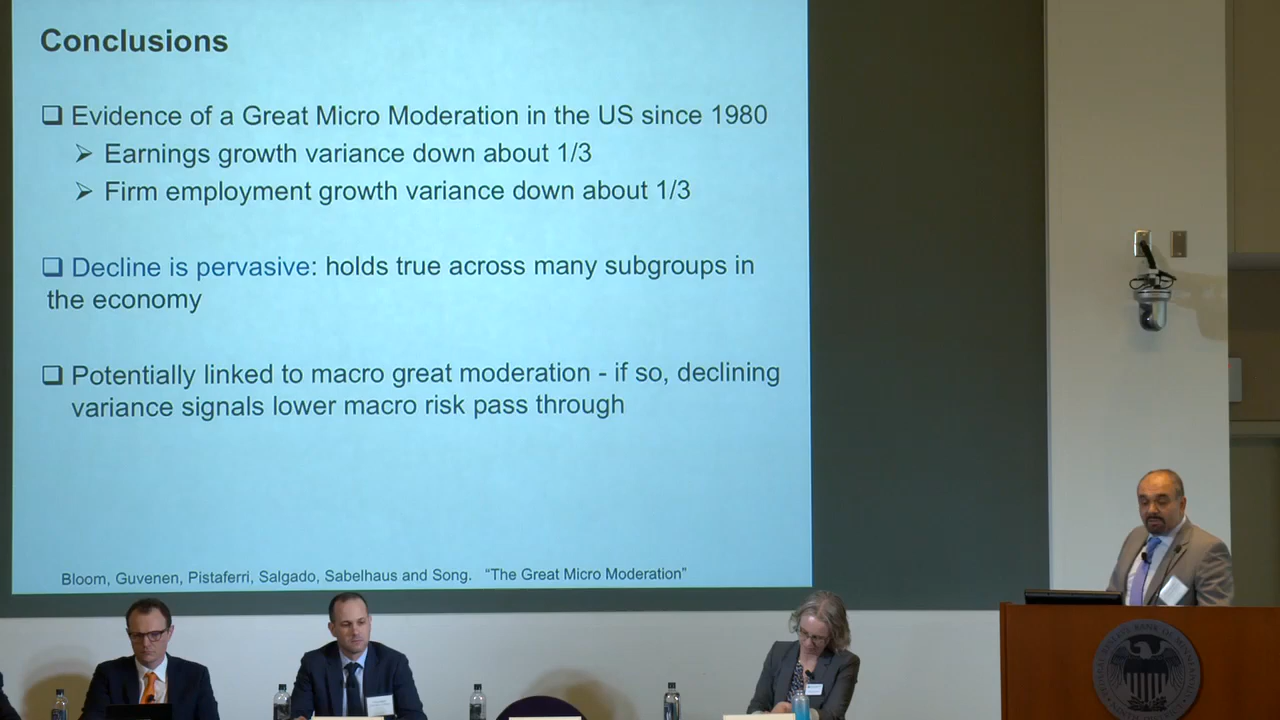 Conclusions
❑ Evidence of a Great Micro Moderation in the US since 1980
➢ Earnings growth variance down about 1/3
➢ Firm employment growth variance down about 1/3
❑ Decline is pervasive: holds true across many subgroups in
the economy
❑ Potentially linked to macro great moderation - if so, declining
variance signals lower macro risk pass through
Bloom, Guvenen, Pistaferri, Salgado, Sabelhaus and Song. "The Great Micro Moderation"